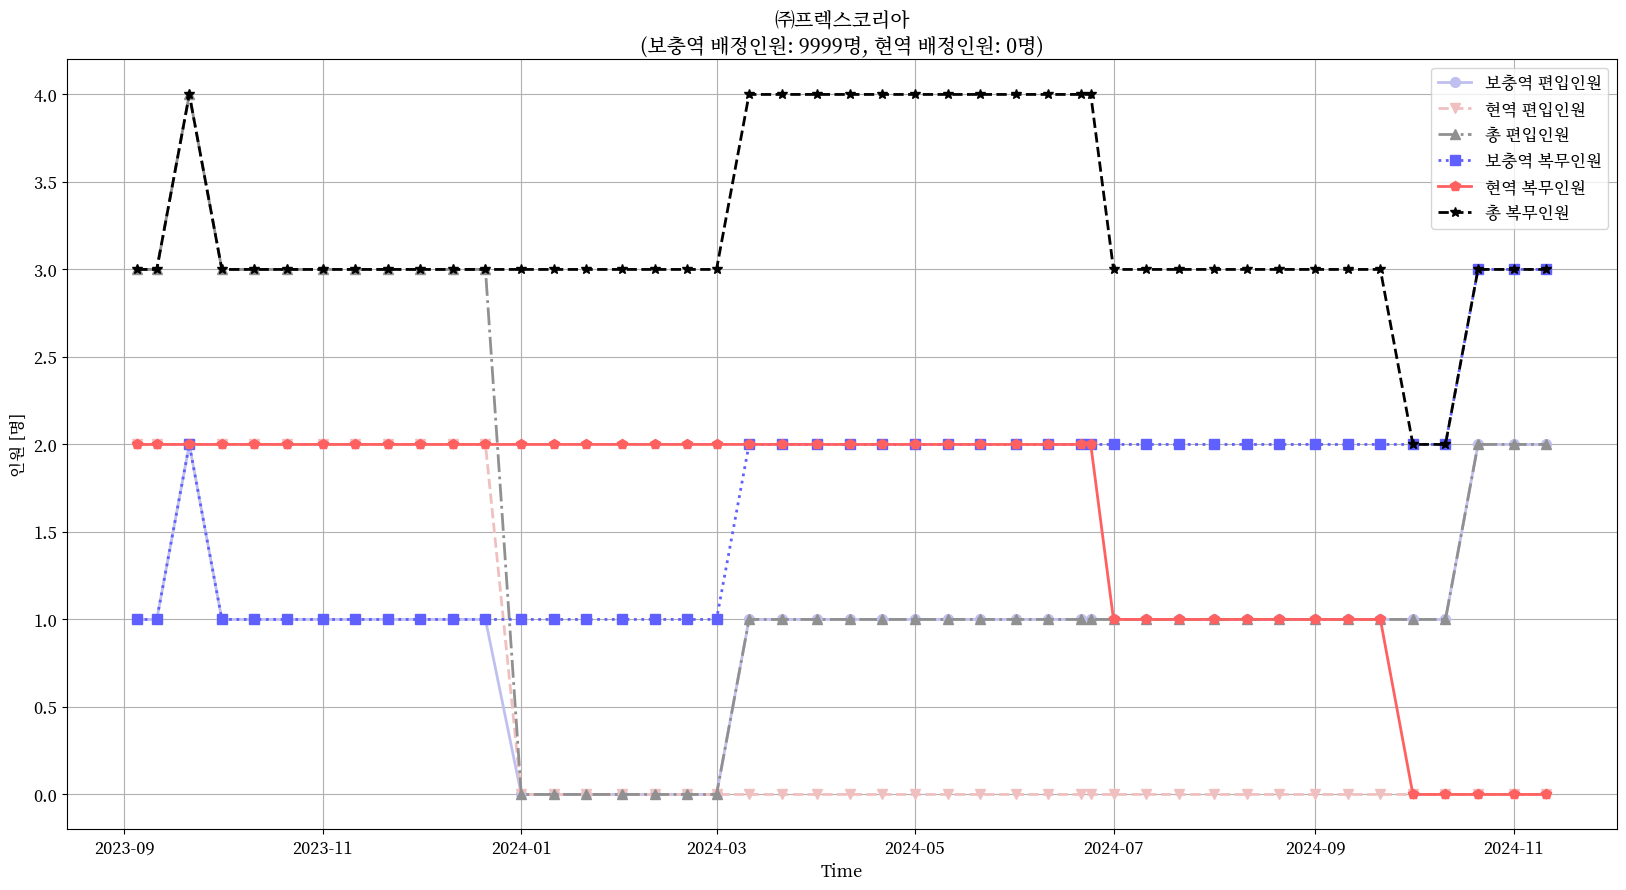 ㈜프렉스코리아
(보충역 배정인원: 9999명, 현역 배정인원: 0명)
보충역 편입인원
현역 편입인원
총 편입인원
보충역 복무인원
현역 복무인원
총 복무인원
인원 [명]
4.0
3.5
3.0
2.5
2.0
1.5
1.0
0.5
0.0
2023-09
2023-11
2024-01
2024-03
2024-05
2024-07
2024-09
2024-11
Time